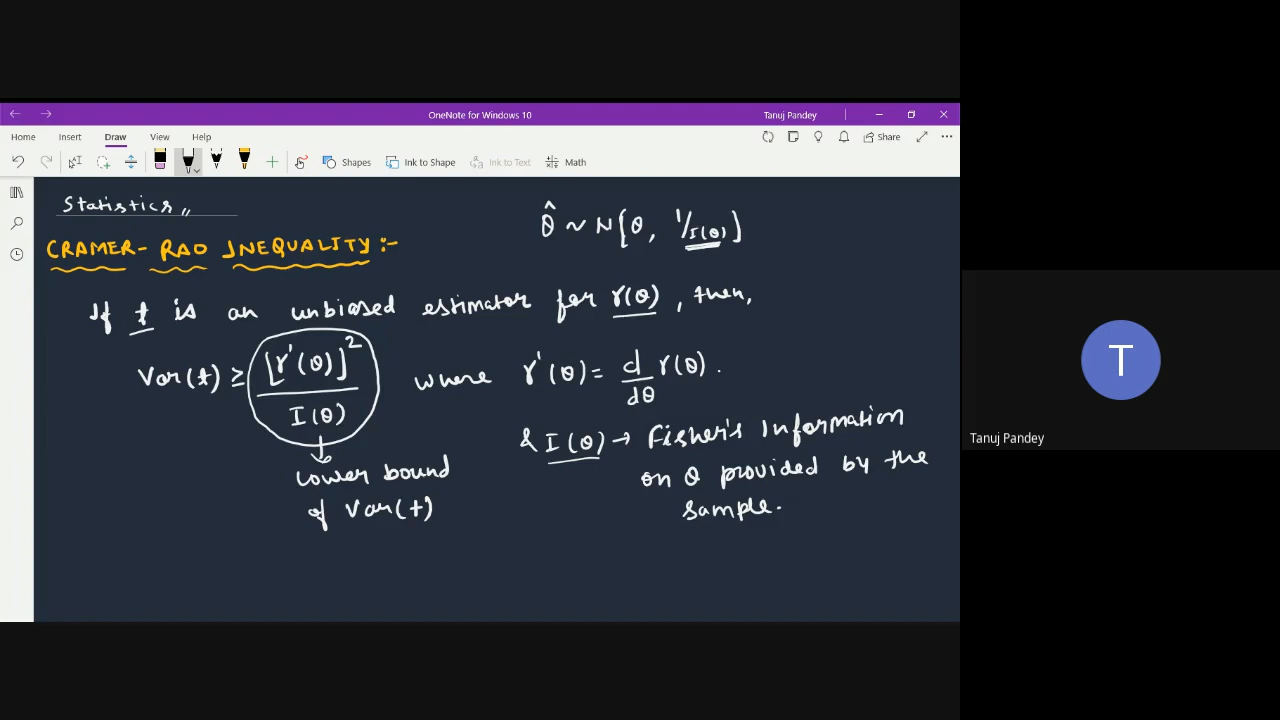 OneNote for Windows 10
Tanuj Pandey
Home Insert Draw View Help
Share
Shapes Ink to Shape Ink to Text Math
Statistics,,
θ̂ ~ N[θ, 1/I(θ)]
CRAMER-RAO INEQUALITY:-
If t is an unbiased estimator for γ(θ), then,
Var(t) ≥ [γ'(θ)]² / I(θ) where γ'(θ) = d/dθ γ(θ).
& I(θ) → Fisher's Information
on θ provided by the
sample.
Lower bound
of Var(t)
T
Tanuj Pandey